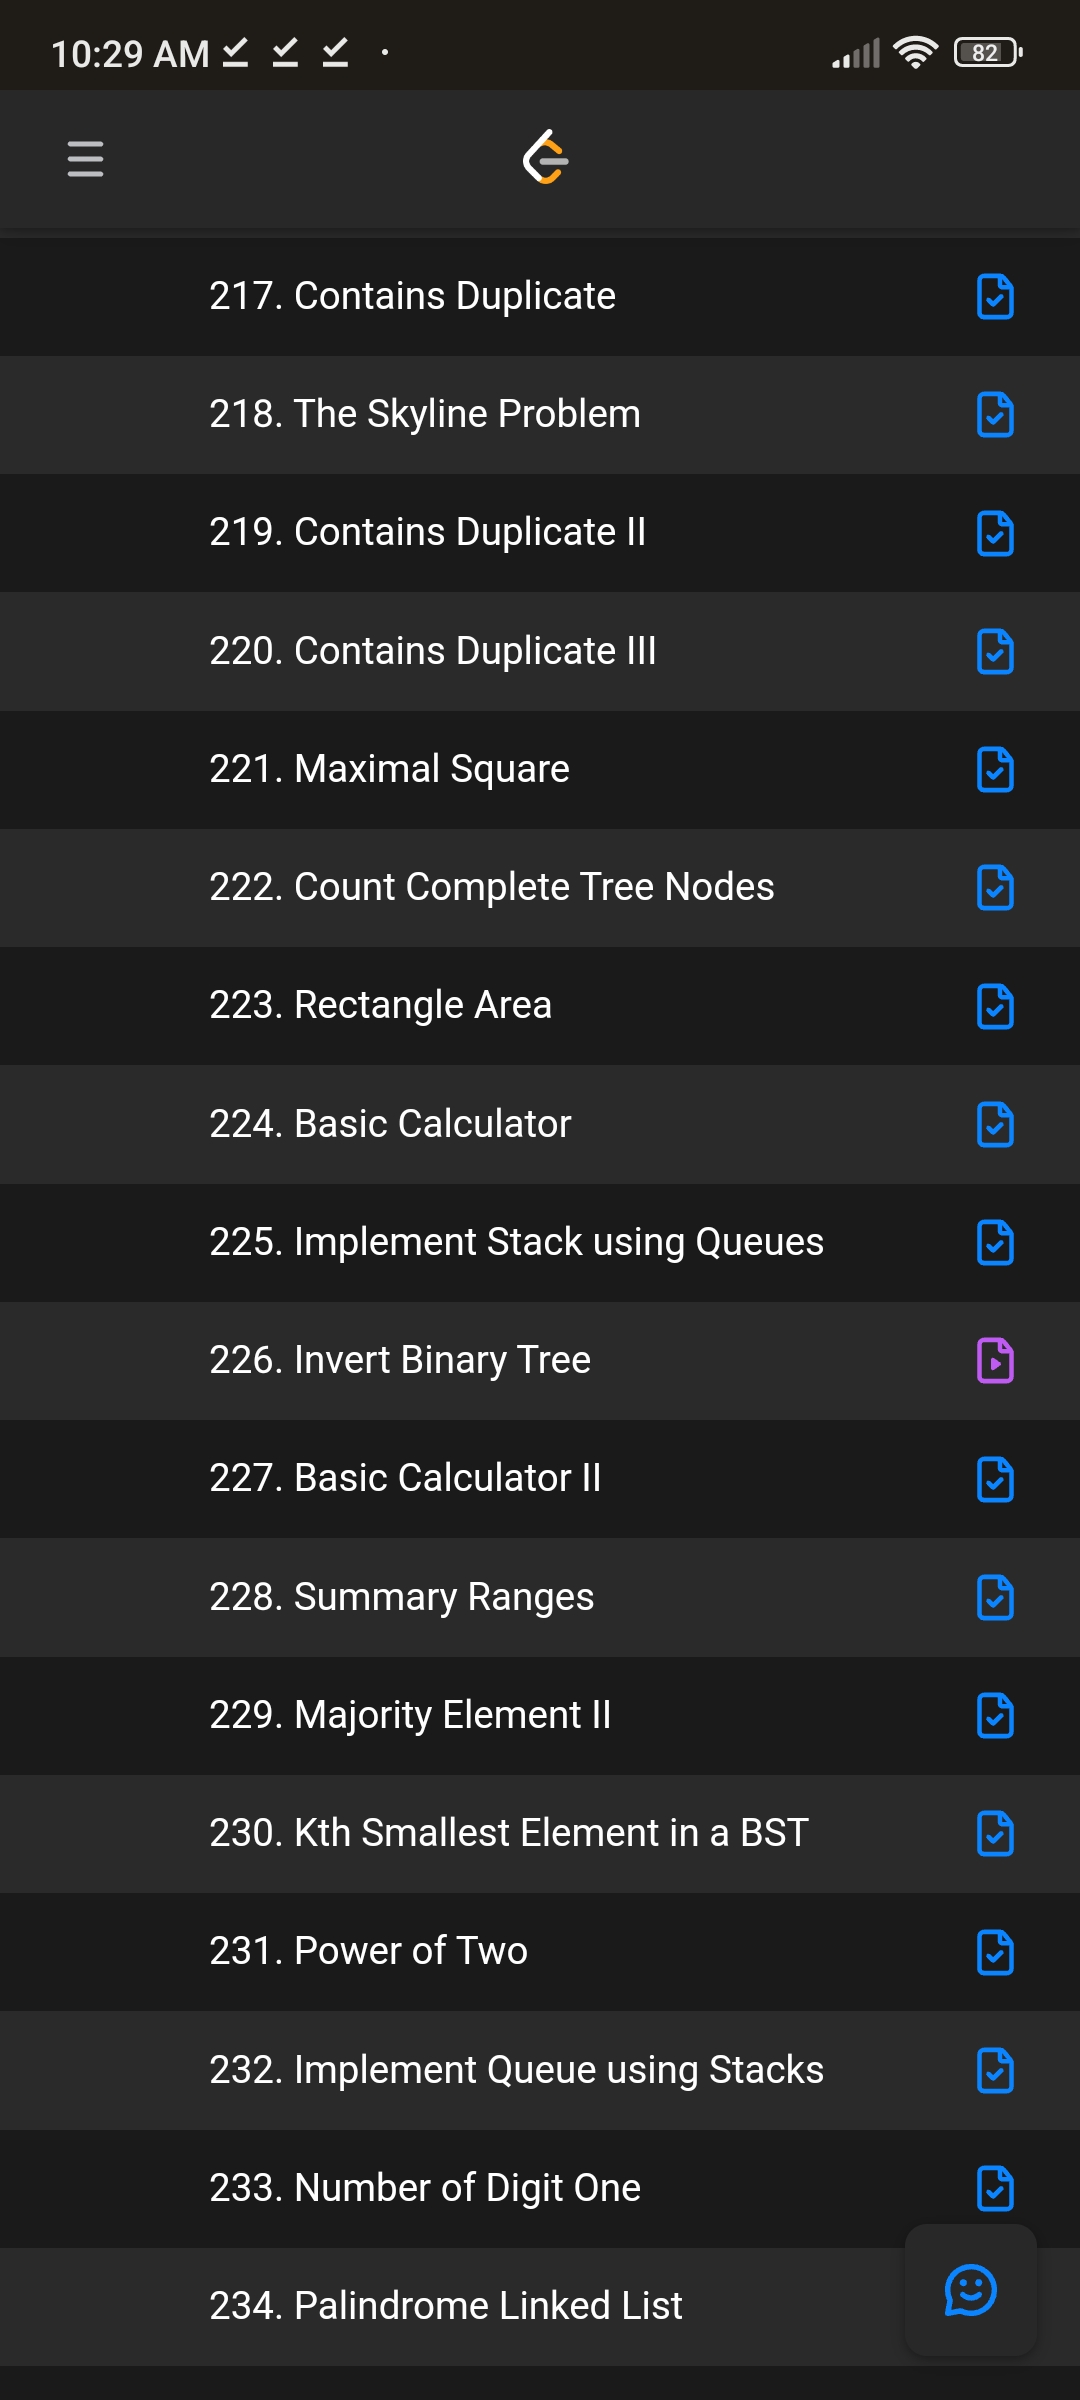 10:29 AM
82
217. Contains Duplicate
218. The Skyline Problem
219. Contains Duplicate II
220. Contains Duplicate III
221. Maximal Square
222. Count Complete Tree Nodes
223. Rectangle Area
224. Basic Calculator
225. Implement Stack using Queues
226. Invert Binary Tree
227. Basic Calculator II
228. Summary Ranges
229. Majority Element II
230. Kth Smallest Element in a BST
231. Power of Two
232. Implement Queue using Stacks
233. Number of Digit One
234. Palindrome Linked List